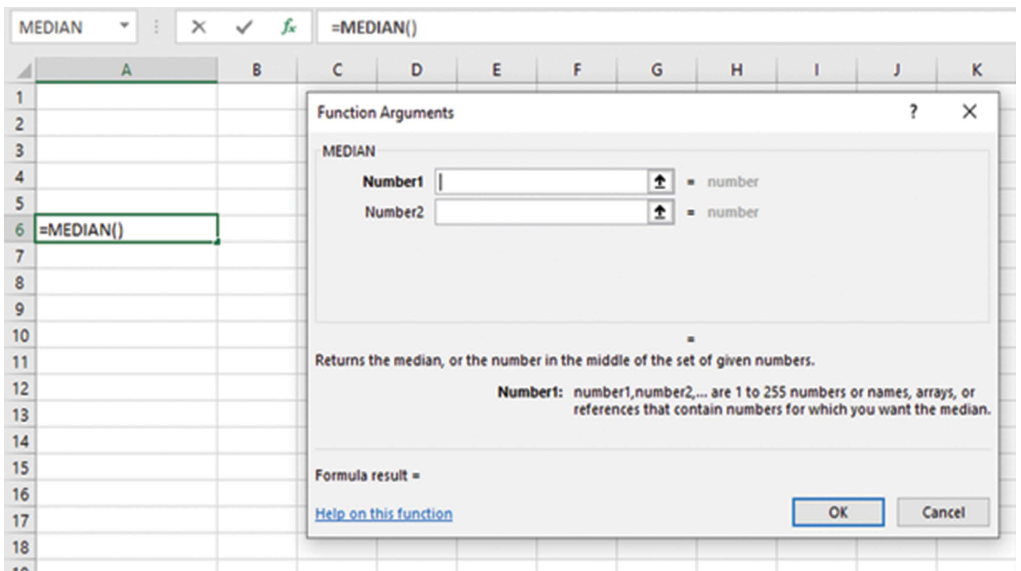 MEDIAN fx =MEDIAN()
A B C D E F G H I J K
1
2 Function Arguments ? X
3 MEDIAN
4 Number1 = number
5 Number2 = number
6 =MEDIAN()
7
8
9
10 =
11 Returns the median, or the number in the middle of the set of given numbers.
12 Number1: number1,number2,... are 1 to 255 numbers or names, arrays, or
13 references that contain numbers for which you want the median.
14
15 Formula result =
16
17 Help on this function OK Cancel
18
19